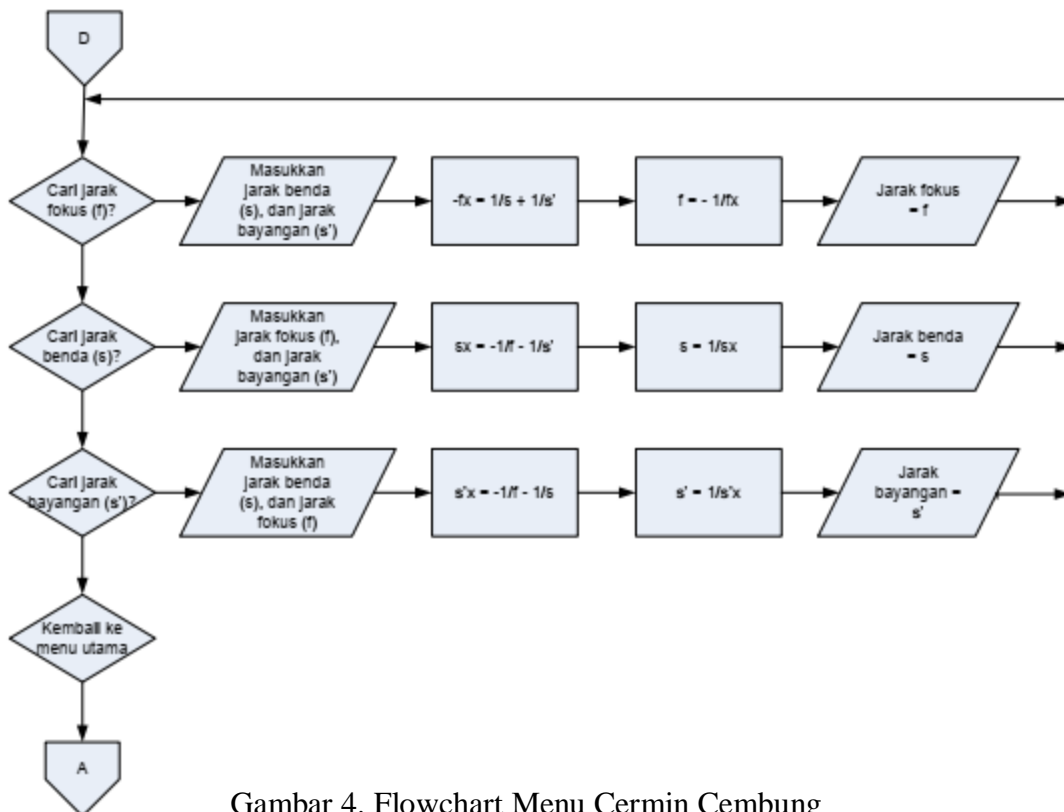 D
Cari jarak
fokus (f)?
Masukkan
jarak benda
(s), dan jarak
bayangan (s')
-fx = 1/s + 1/s'
f = - 1/fx
Jarak fokus
= f
Cari jarak
benda (s)?
Masukkan
jarak fokus (f),
dan jarak
bayangan (s')
sx = -1/f - 1/s'
s = 1/sx
Jarak benda
= s
Cari jarak
bayangan (s')?
Masukkan
jarak benda
(s), dan jarak
fokus (f)
s'x = -1/f - 1/s
s' = 1/s'x
Jarak
bayangan =
s'
Kembali ke
menu utama
A
Gambar 4. Flowchart Menu Cermin Cembung